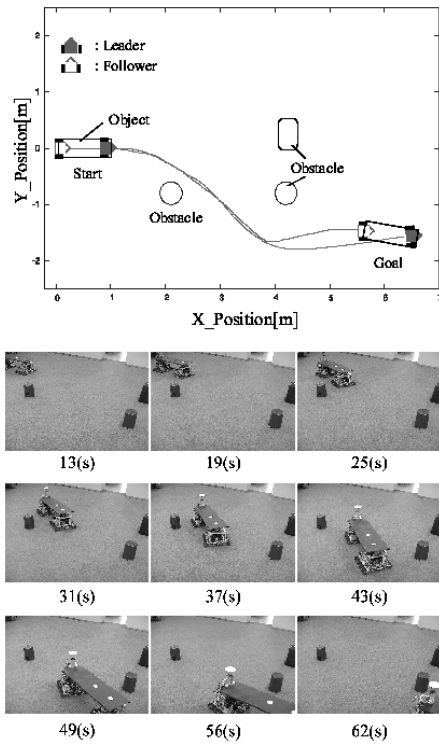 : Leader
: Follower
Object
Start
Obstacle
Obstacle
Goal
2
1
0
-1
-2
Y_Position[m]
0 1 2 3 4 5 6 7
X_Position[m]
13(s) 19(s) 25(s)
31(s) 37(s) 43(s)
49(s) 56(s) 62(s)